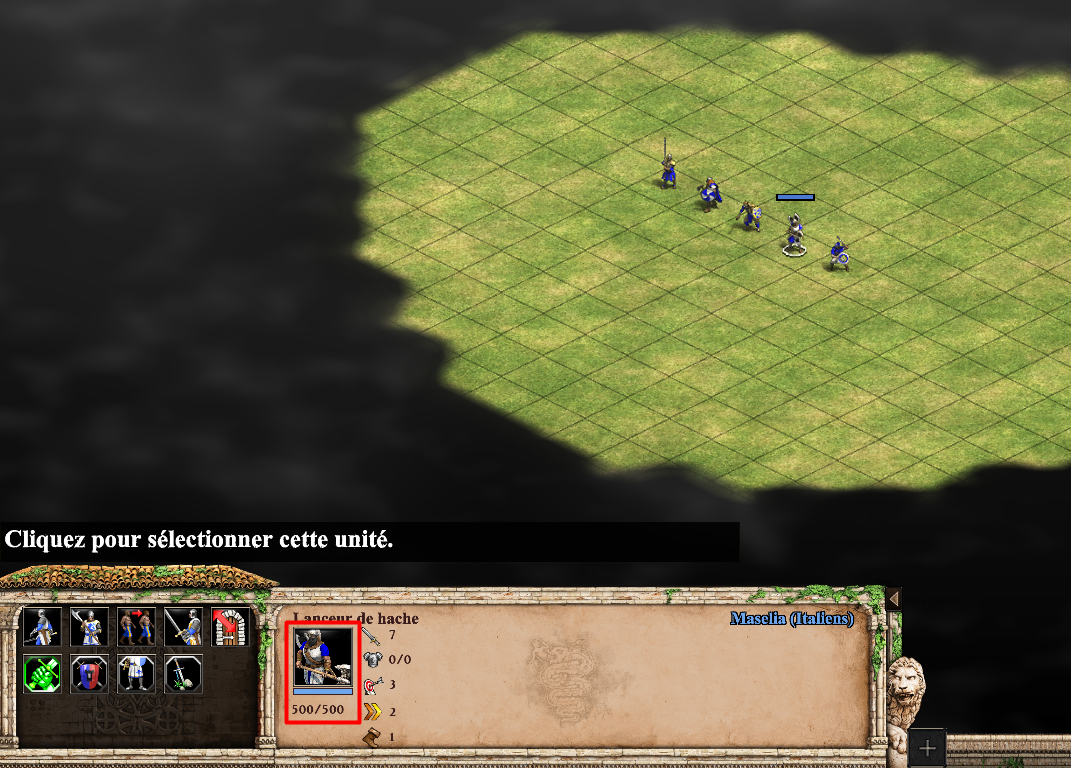 Cliquez pour sélectionner cette unité.
Lanceur de hache
Maselia (Italiens)
7
0/0
3
500/500
2
1